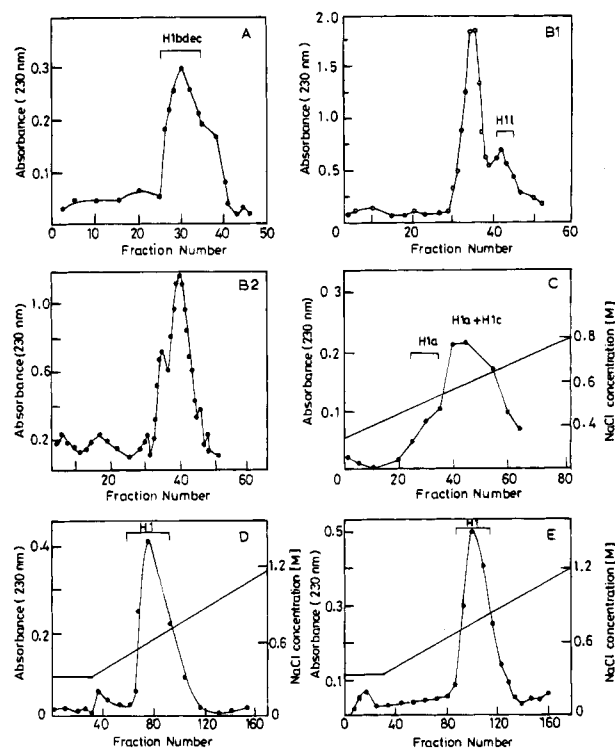 A
H1bdec
Absorbance (230 nm)
0.3
0.2
0.1
0 10 20 30 40 50
Fraction Number
B1
H1t
Absorbance (230 nm)
2.0
1.5
1.0
0.5
0 20 40 60
Fraction Number
B2
Absorbance (230 nm)
1.0
0.6
0.2
0 20 40 60
Fraction Number
C
H1a+H1c
H1a
Absorbance (230 nm)
0.3
0.2
0.1
0
NaCl concentration [M]
0.8
0.6
0.4
0 20 40 60 80
Fraction Number
D
H1
Absorbance (230 nm)
0.4
0.2
0
NaCl concentration [M]
1.2
0.6
0
0 40 80 120 160
Fraction Number
E
H1
Absorbance (230 nm)
0.5
0.3
0.1
NaCl concentration [M]
1.2
0.6
0
0 40 80 120 160
Fraction Number